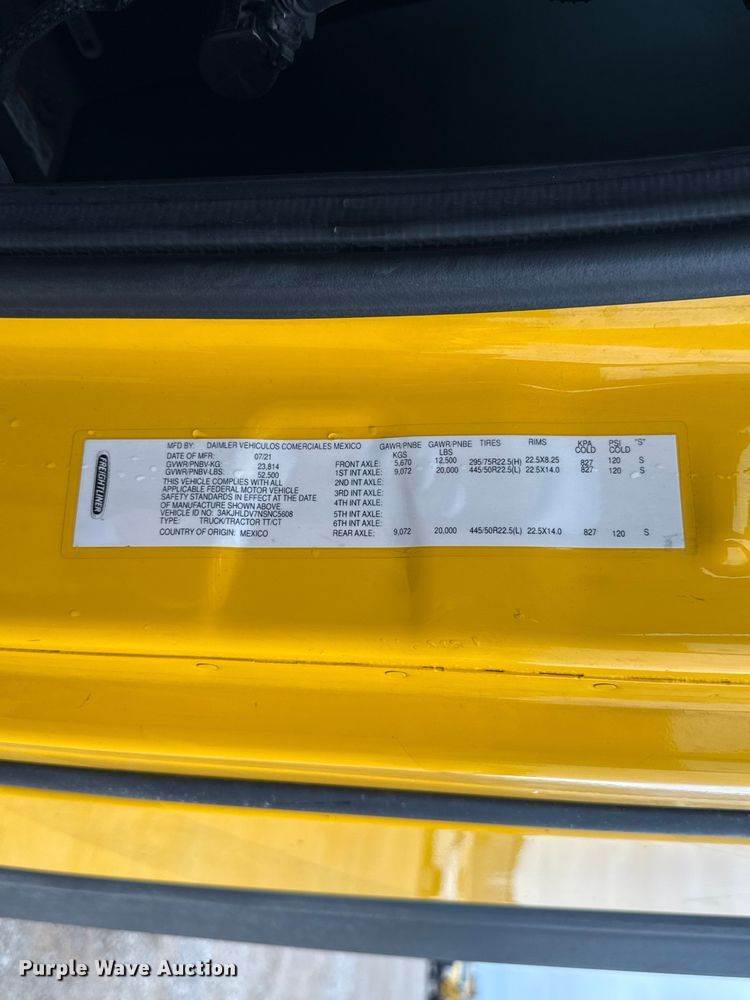 FREIGHTLINER
MFD BY: DAIMLER VEHICULOS COMERCIALES MEXICO
DATE OF MFR: 07/21
GVWR/PNBV-KG: 23,814
GVWR/PNBV-LBS: 52,500
THIS VEHICLE COMPLIES WITH ALL
APPLICABLE FEDERAL MOTOR VEHICLE
SAFETY STANDARDS IN EFFECT AT THE DATE
OF MANUFACTURE SHOWN ABOVE
VEHICLE ID NO: 3AKJHLDV7NSNC5608
TYPE: TRUCK/TRACTOR TT/CT
COUNTRY OF ORIGIN: MEXICO
GAWR/PNBE KGS GAWR/PNBE LBS TIRES RIMS KPA COLD PSI COLD "S"
FRONT AXLE: 5,670 12,500 295/75R22.5(H) 22.5X8.25 827 120 S
1ST INT AXLE: 9,072 20,000 445/50R22.5(L) 22.5X14.0 827 120 S
2ND INT AXLE:
3RD INT AXLE:
4TH INT AXLE:
5TH INT AXLE:
6TH INT AXLE:
REAR AXLE: 9,072 20,000 445/50R22.5(L) 22.5X14.0 827 120 S
Purple Wave Auction